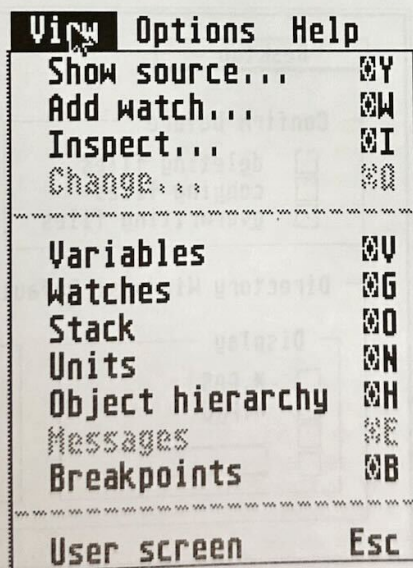 View Options Help
Show source... ◆Y
Add watch... ◆W
Inspect... ◆I
Change...
Variables ◆V
Watches ◆G
Stack ◆O
Units ◆N
Object hierarchy ◆H
Messages ◆E
Breakpoints ◆B
User screen Esc